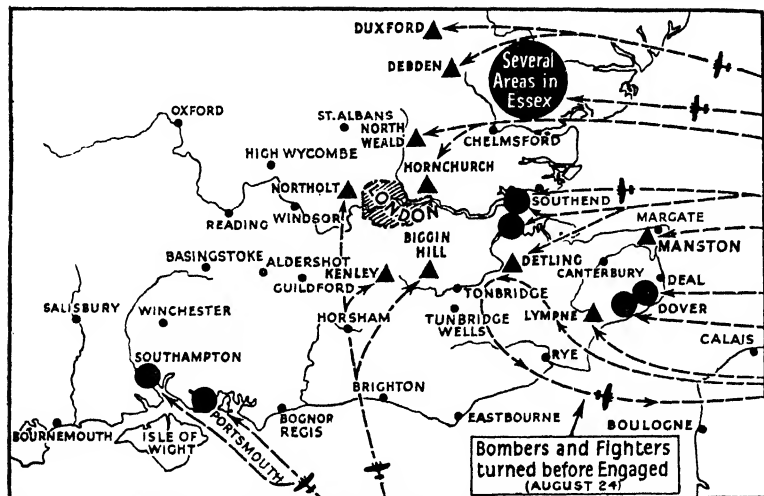 DUXFORD
DEBDEN
Several
Areas in
Essex
OXFORD
ST. ALBANS
NORTH
WEALD
CHELMSFORD
HIGH WYCOMBE
HORNCHURCH
NORTHOLT
LONDON
SOUTHEND
READING
WINDSOR
MARGATE
BIGGIN
HILL
MANSTON
BASINGSTOKE
ALDERSHOT
KENLEY
DETLING
CANTERBURY
GUILDFORD
DEAL
TONBRIDGE
SALISBURY
WINCHESTER
HORSHAM
TUNBRIDGE
WELLS
LYMPNE
DOVER
CALAIS
SOUTHAMPTON
RYE
BRIGHTON
PORTSMOUTH
BOGNOR
REGIS
EASTBOURNE
BOURNEMOUTH
ISLE OF
WIGHT
BOULOGNE
Bombers and Fighters
turned before Engaged
(AUGUST 24)